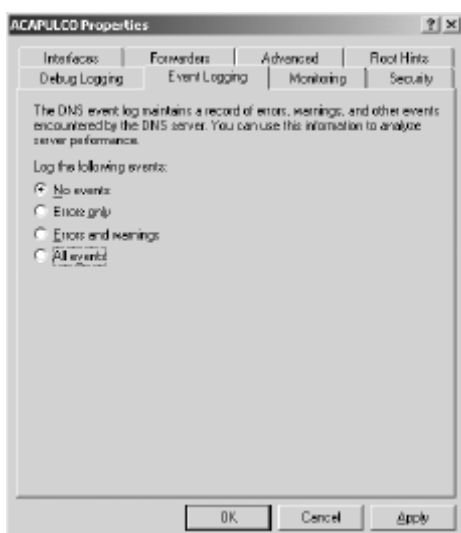 ACAPULCO Properties
? X
Interfaces Forwarders Advanced Root Hints
Debug Logging Event Logging Monitoring Security
The DNS event log maintains a record of errors, warnings, and other events
encountered by the DNS server. You can use this information to analyze
server performance.
Log the following events:
No events
Errors only
Errors and warnings
All events
OK Cancel Apply